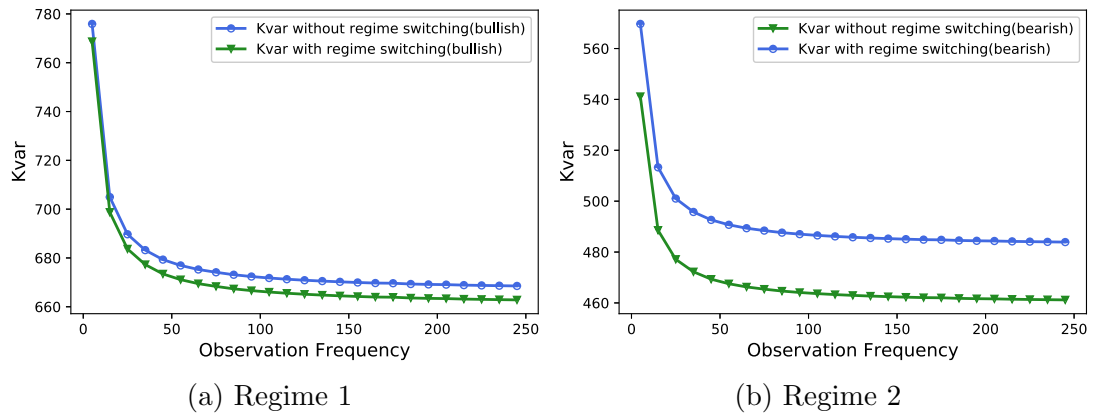 780
760
740
720
700
680
660
Kvar
0
50
100
150
200
250
Observation Frequency
Kvar without regime switching(bullish)
Kvar with regime switching(bullish)
(a) Regime 1
560
540
520
500
480
460
Kvar
0
50
100
150
200
250
Observation Frequency
Kvar without regime switching(bearish)
Kvar with regime switching(bearish)
(b) Regime 2